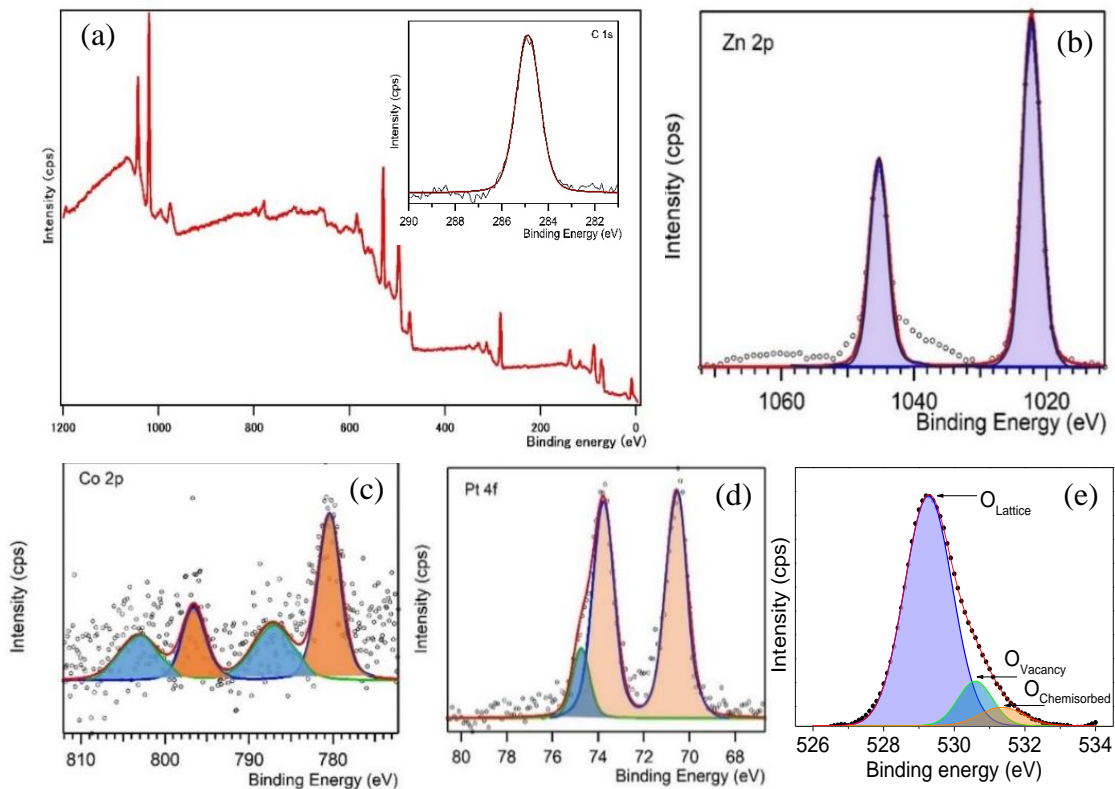 (a)
C 1s
Intensity (cps)
290 288 286 284 282
Binding Energy (eV)
Intensity (cps)
1200 1000 800 600 400 200 0
Binding energy (eV)
Zn 2p
(b)
Intensity (cps)
1060 1040 1020
Binding Energy (eV)
Co 2p
(c)
Intensity (cps)
810 800 790 780
Binding Energy (eV)
Pt 4f
(d)
Intensity (cps)
80 78 76 74 72 70 68
Binding Energy (eV)
(e)
OLattice
OVacancy
OChemisorbed
Intensity (cps)
526 528 530 532 534
Binding energy (eV)